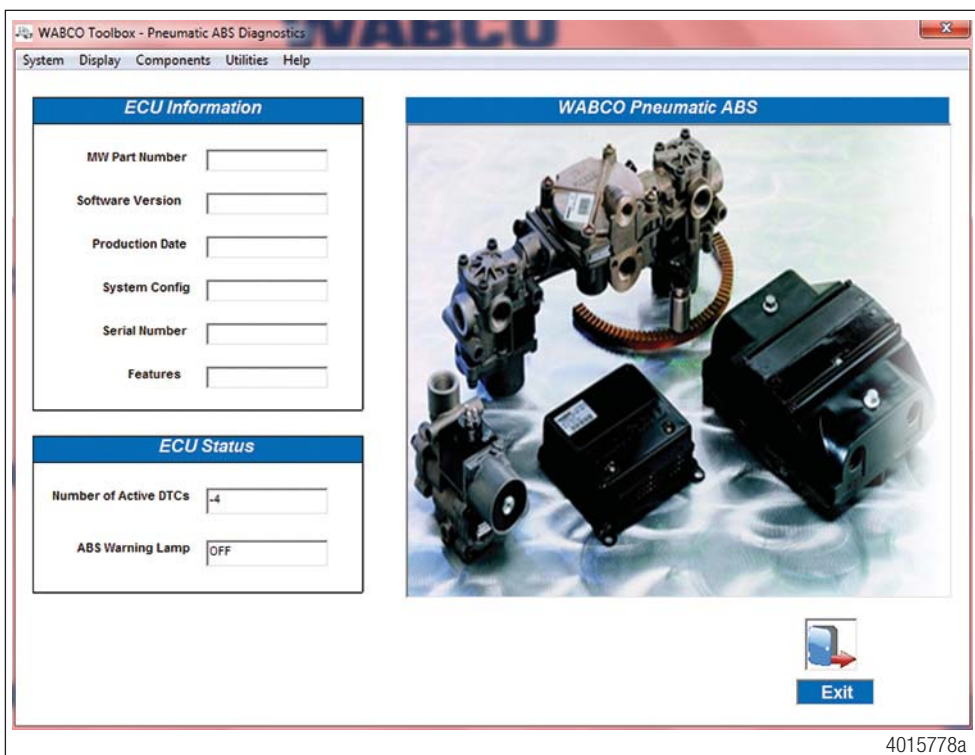 WABCO
WABCO Toolbox - Pneumatic ABS Diagnostics
X
System Display Components Utilities Help
ECU Information
MW Part Number
Software Version
Production Date
System Config
Serial Number
Features
ECU Status
Number of Active DTCs -4
ABS Warning Lamp OFF
WABCO Pneumatic ABS
Exit
4015778a